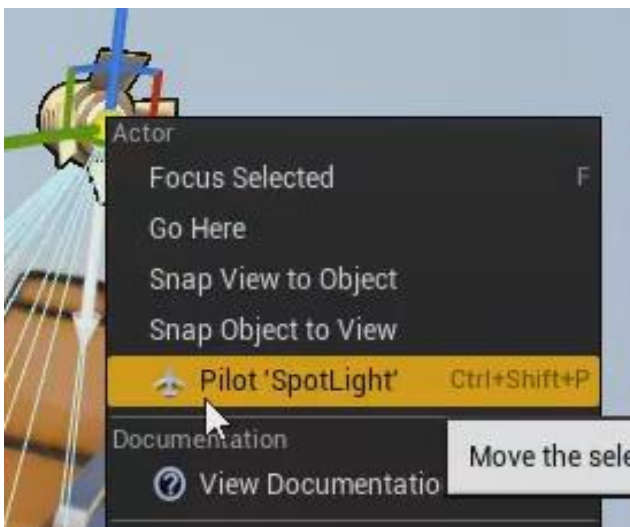 Actor
Focus Selected F
Go Here
Snap View to Object
Snap Object to View
Pilot 'SpotLight' Ctrl+Shift+P
Documentation
View Documentatio
Move the sele